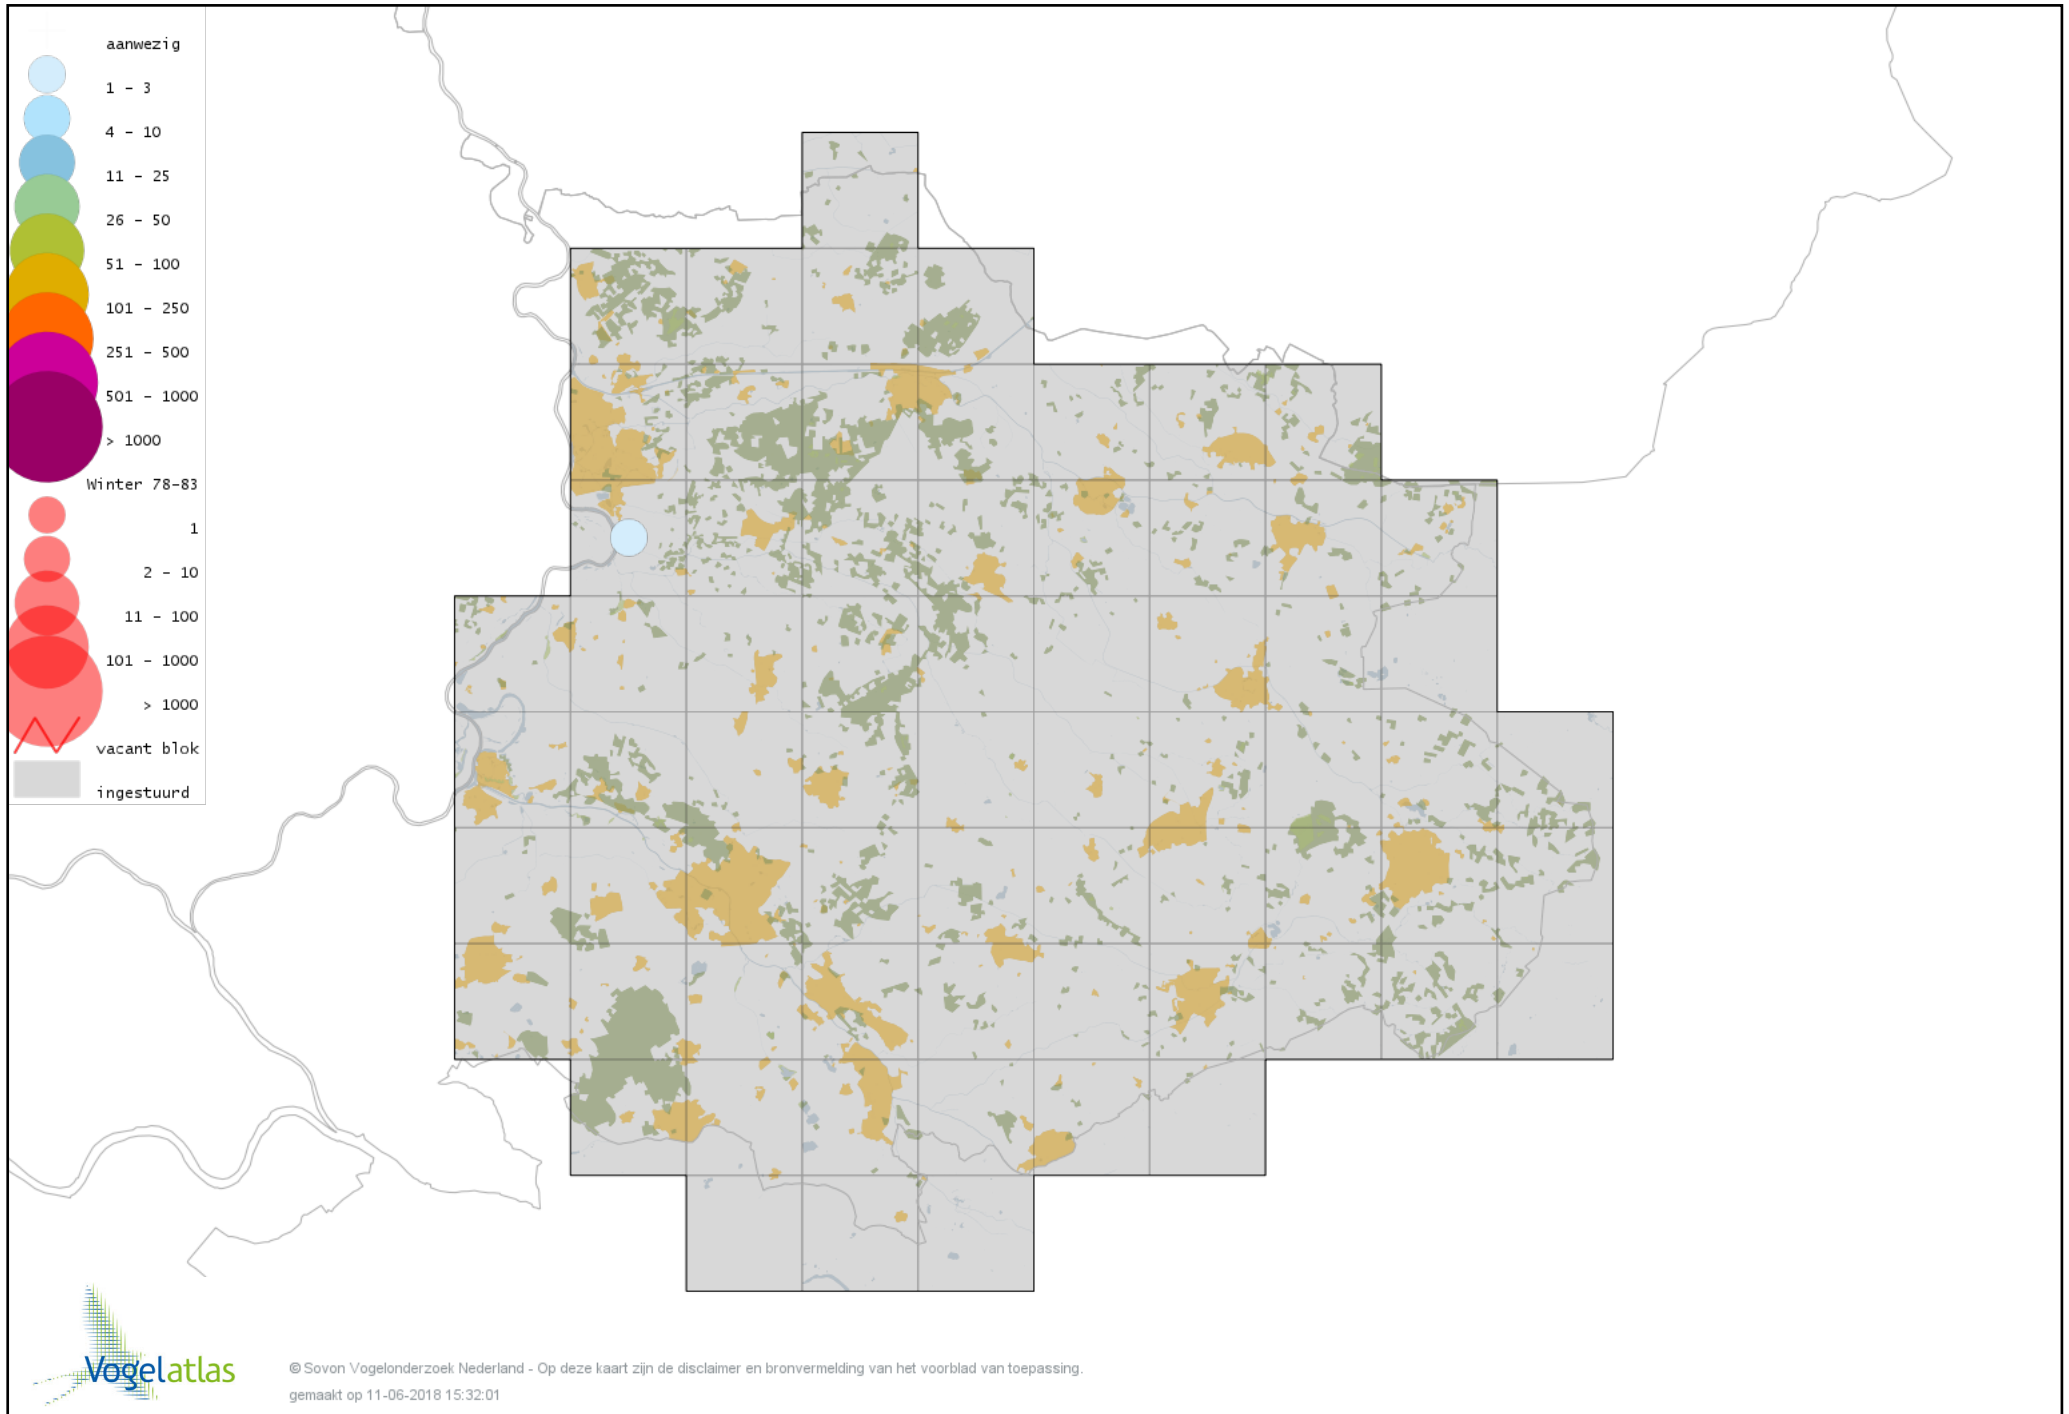 aanwezig
1 - 3
4 - 10
11 - 25
26 - 50
51 - 100
101 - 250
251 - 500
501 - 1000
> 1000
Winter 78-83
1
2 - 10
11 - 100
101 - 1000
> 1000
vacant blok
ingestuurd
Vogelatlas
© Sovon Vogelonderzoek Nederland - Op deze kaart zijn de disclaimer en bronvermelding van het voorblad van toepassing.
gemaakt op 11-06-2018 15:32:01